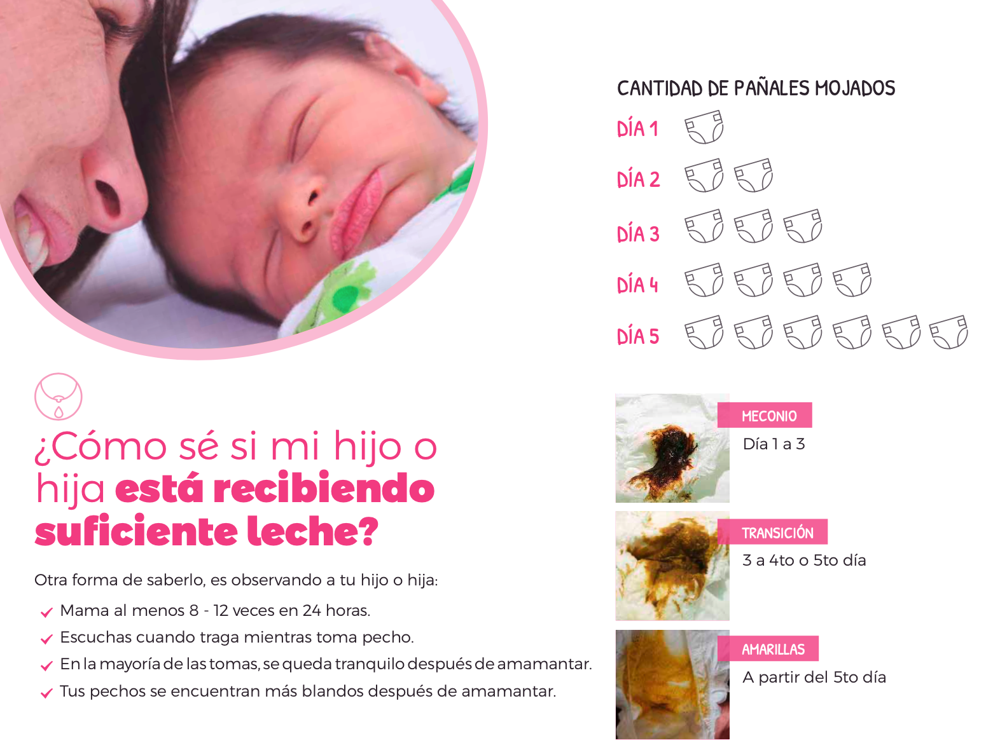 ¿Cómo sé si mi hijo o
hija está recibiendo
suficiente leche?
Otra forma de saberlo, es observando a tu hijo o hija:
Mama al menos 8 - 12 veces en 24 horas.
Escuchas cuando traga mientras toma pecho.
En la mayoría de las tomas, se queda tranquilo después de amamantar.
Tus pechos se encuentran más blandos después de amamantar.
CANTIDAD DE PAÑALES MOJADOS
DÍA 1
DÍA 2
DÍA 3
DÍA 4
DÍA 5
MECONIO
Día 1 a 3
TRANSICIÓN
3 a 4to o 5to día
AMARILLAS
A partir del 5to día